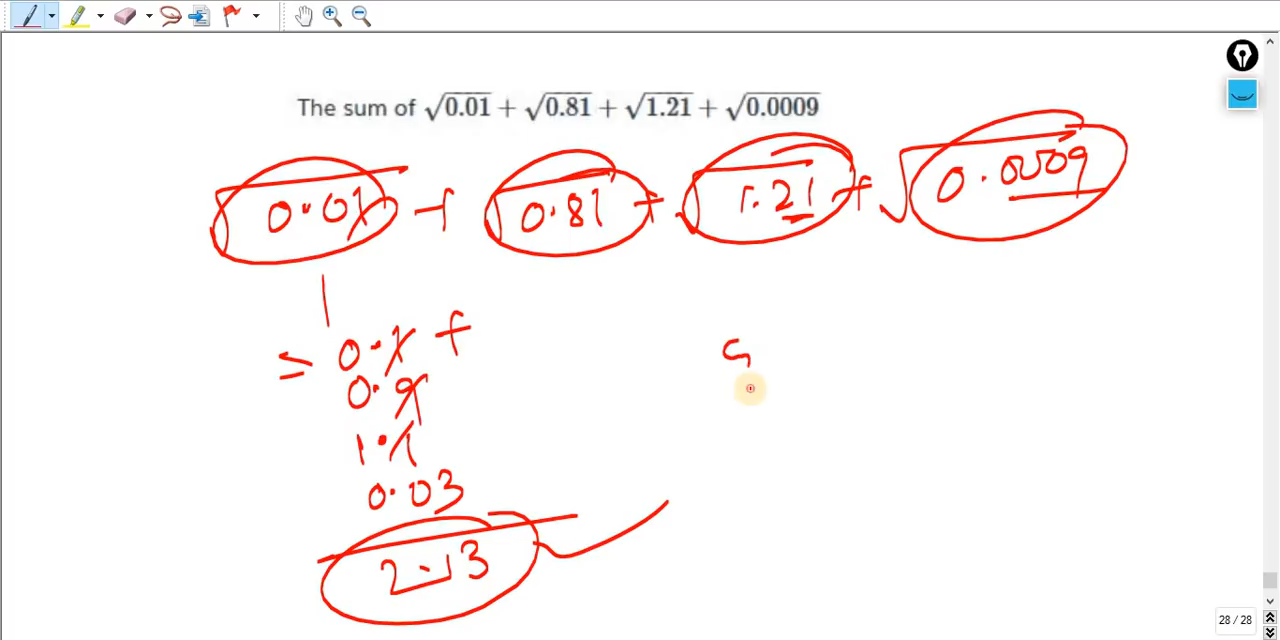 The sum of √0.01 + √0.81 + √1.21 + √0.0009
√0.01 + √0.81 + √1.21 + √0.0009
= 0.1 +
0.9
1.1
0.03
2.13
28 / 28